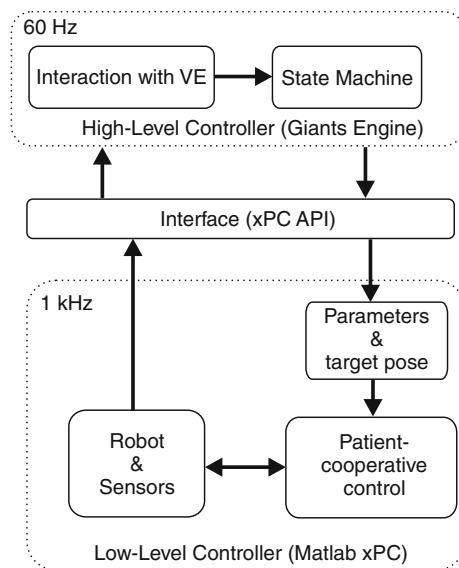 60 Hz
Interaction with VE
State Machine
High-Level Controller (Giants Engine)
Interface (xPC API)
1 kHz
Parameters
&
target pose
Robot
&
Sensors
Patient-
cooperative
control
Low-Level Controller (Matlab xPC)